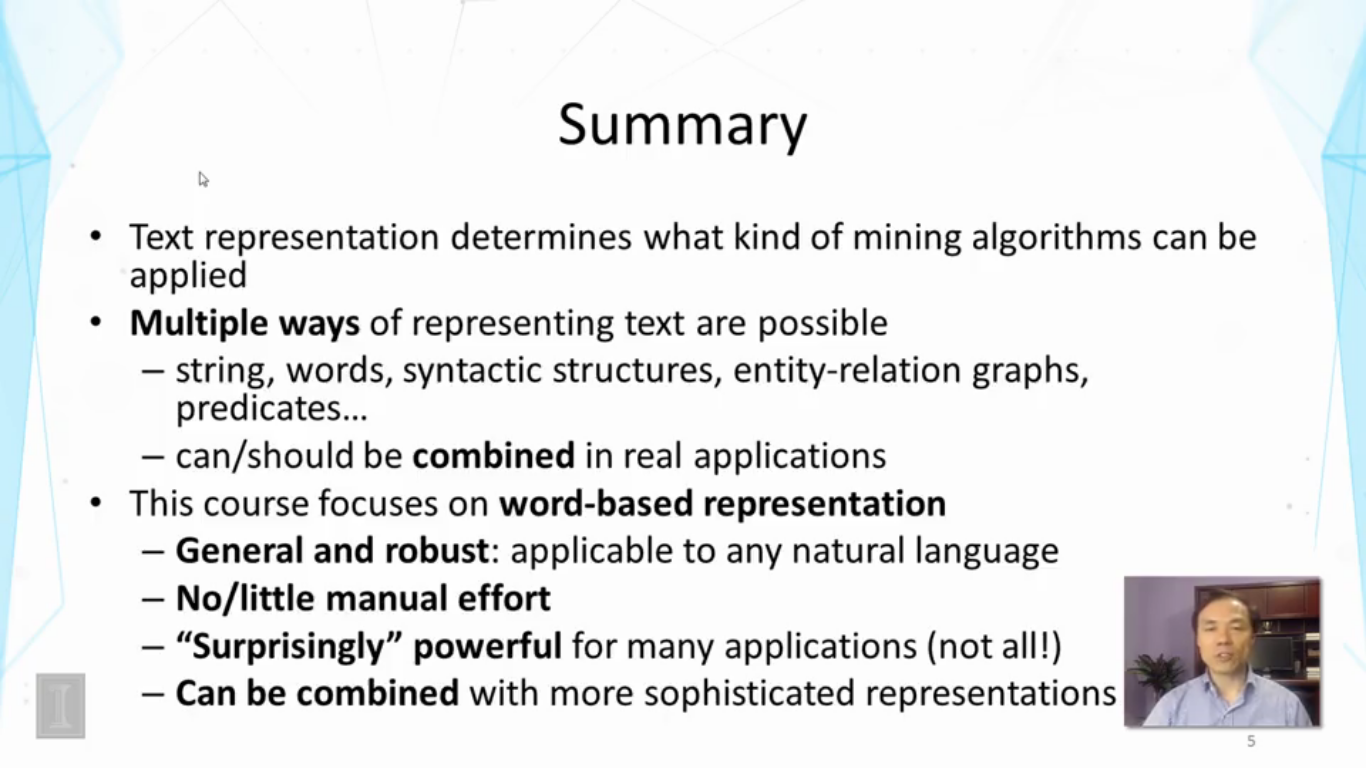 Summary
• Text representation determines what kind of mining algorithms can be
applied
• Multiple ways of representing text are possible
– string, words, syntactic structures, entity-relation graphs,
predicates…
– can/should be combined in real applications
• This course focuses on word-based representation
– General and robust: applicable to any natural language
– No/little manual effort
– “Surprisingly” powerful for many applications (not all!)
– Can be combined with more sophisticated representations
I
5